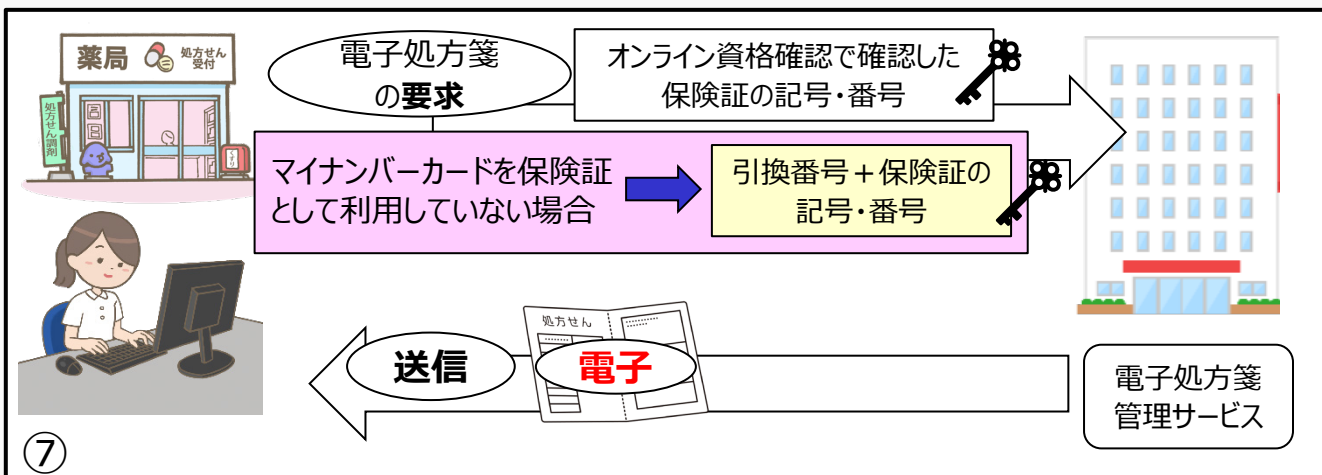 薬局
処方せん
受付
処方せん調剤
くすり
電子処方箋
の要求
オンライン資格確認で確認した
保険証の記号・番号
マイナンバーカードを保険証
として利用していない場合
引換番号＋保険証の
記号・番号
処方せん
送信
電子
電子処方箋
管理サービス
⑦